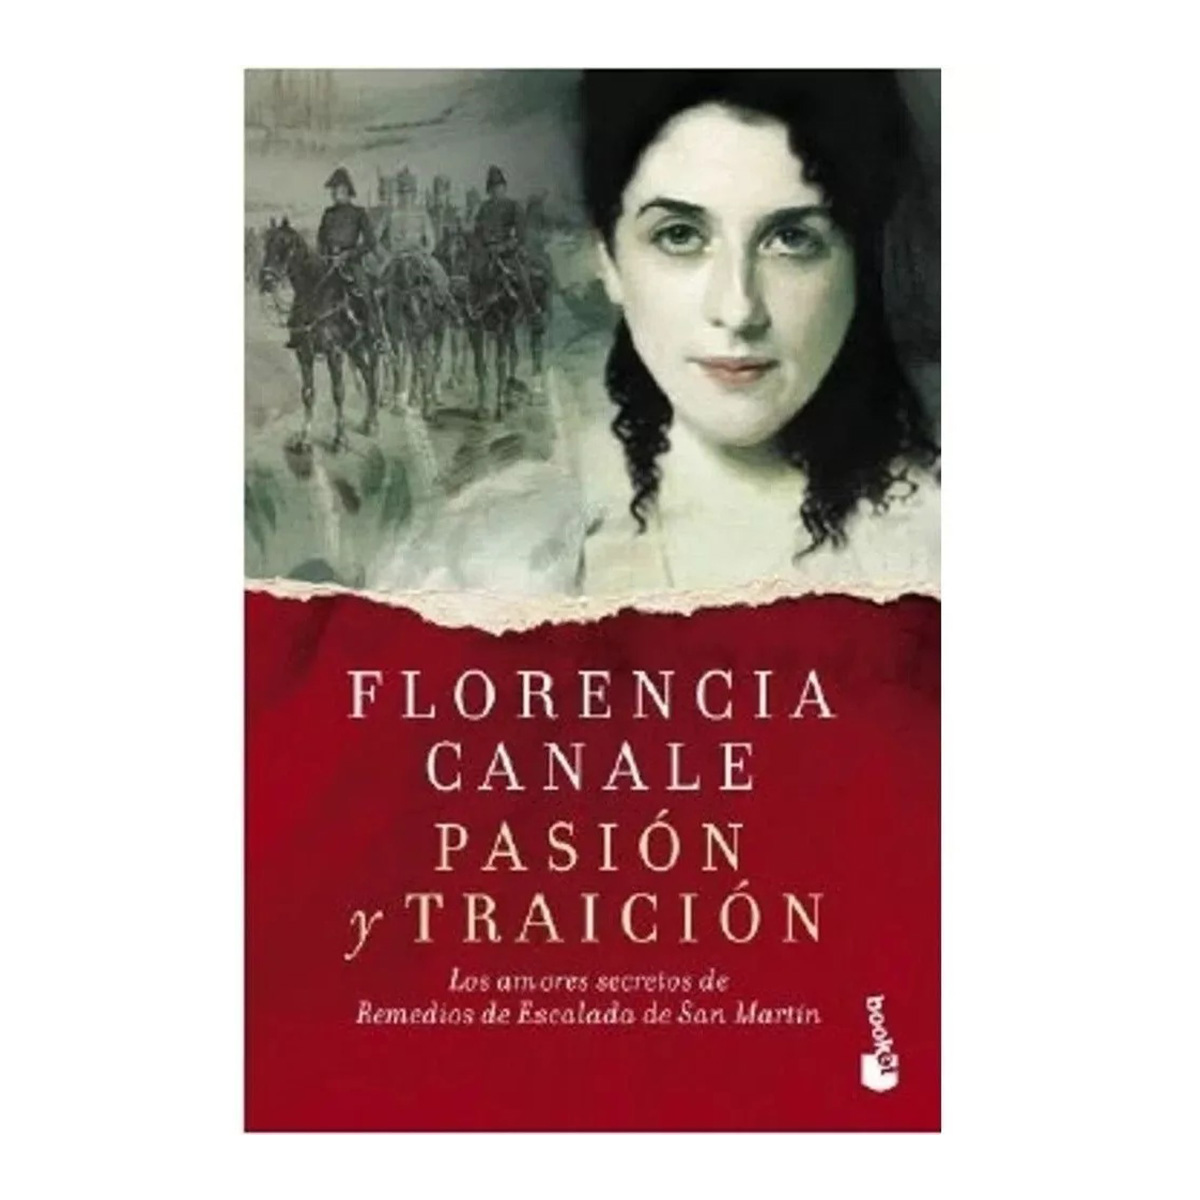 FLORENCIA
CANALE
PASIÓN
y TRAICIÓN
Los amores secretos de
Remedios de Escalada de San Martín
booket